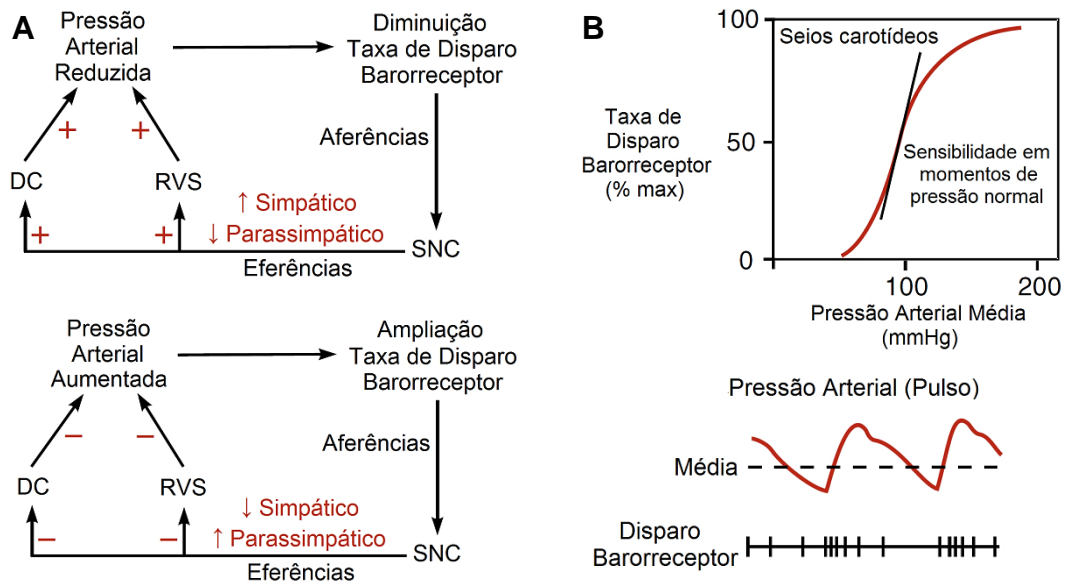 A
Pressão
Arterial
Reduzida
Diminuição
Taxa de Disparo
Barorreceptor
+
+
Aferências
DC
RVS
↑ Simpático
+
+
↓ Parassimpático
SNC
Eferências
Pressão
Arterial
Aumentada
Ampliação
Taxa de Disparo
Barorreceptor
−
−
Aferências
DC
RVS
↓ Simpático
−
−
↑ Parassimpático
SNC
Eferências
B
100
Seios carotídeos
Taxa de
Disparo
Barorreceptor
(% max)
50
Sensibilidade em
momentos de
pressão normal
0
100
200
Pressão Arterial Média
(mmHg)
Pressão Arterial (Pulso)
Média
Disparo
Barorreceptor